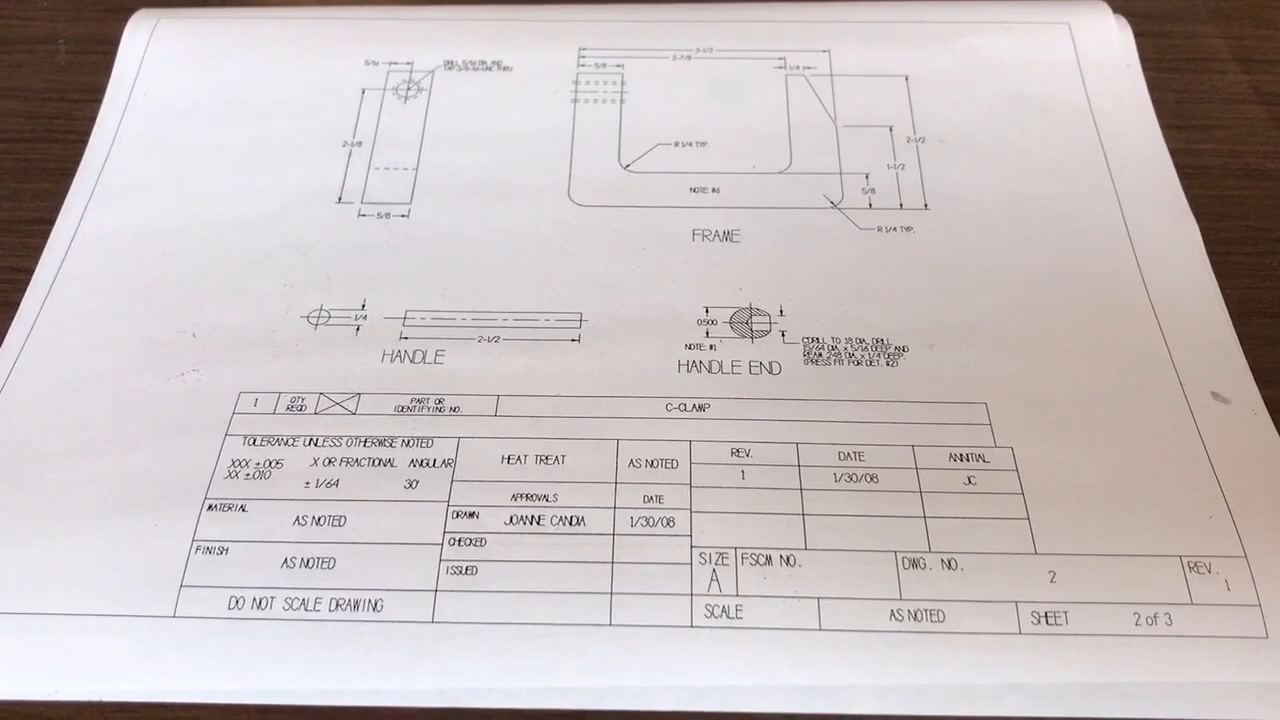 3-1/2
2-7/8
5/16
5/8
1/4
DRILL 5/16 DIA. AND
TAP 3/8-16-UNC THRU
2-1/8
R 1/4 TYP.
2-1/2
1-1/2
5/8
NOTE: #6
5/8
R 1/4 TYP.
FRAME
1/4
2-1/2
HANDLE
0.500
NOTE: #1
HANDLE END
C'DRILL TO .18 DIA. DRILL
15/64 DIA. x 5/16 DEEP AND
REAM .248 DIA. x 1/4 DEEP.
(PRESS FIT FOR DET. #2)
1
QTY
REQD
PART OR
IDENTIFYING NO.
C-CLAMP
TOLERANCE UNLESS OTHERWISE NOTED
.XXX ±.005
.XX ±.010
X OR FRACTIONAL
± 1/64
ANGULAR
30'
HEAT TREAT
AS NOTED
REV.
DATE
ANNITIAL
1
1/30/08
JC
MATERIAL
AS NOTED
APPROVALS
DATE
DRAWN
JOANNE CANDIA
1/30/08
CHECKED
FINISH
AS NOTED
ISSUED
SIZE
A
FSCM NO.
DWG. NO.
2
REV.
1
DO NOT SCALE DRAWING
SCALE
AS NOTED
SHEET
2 of 3